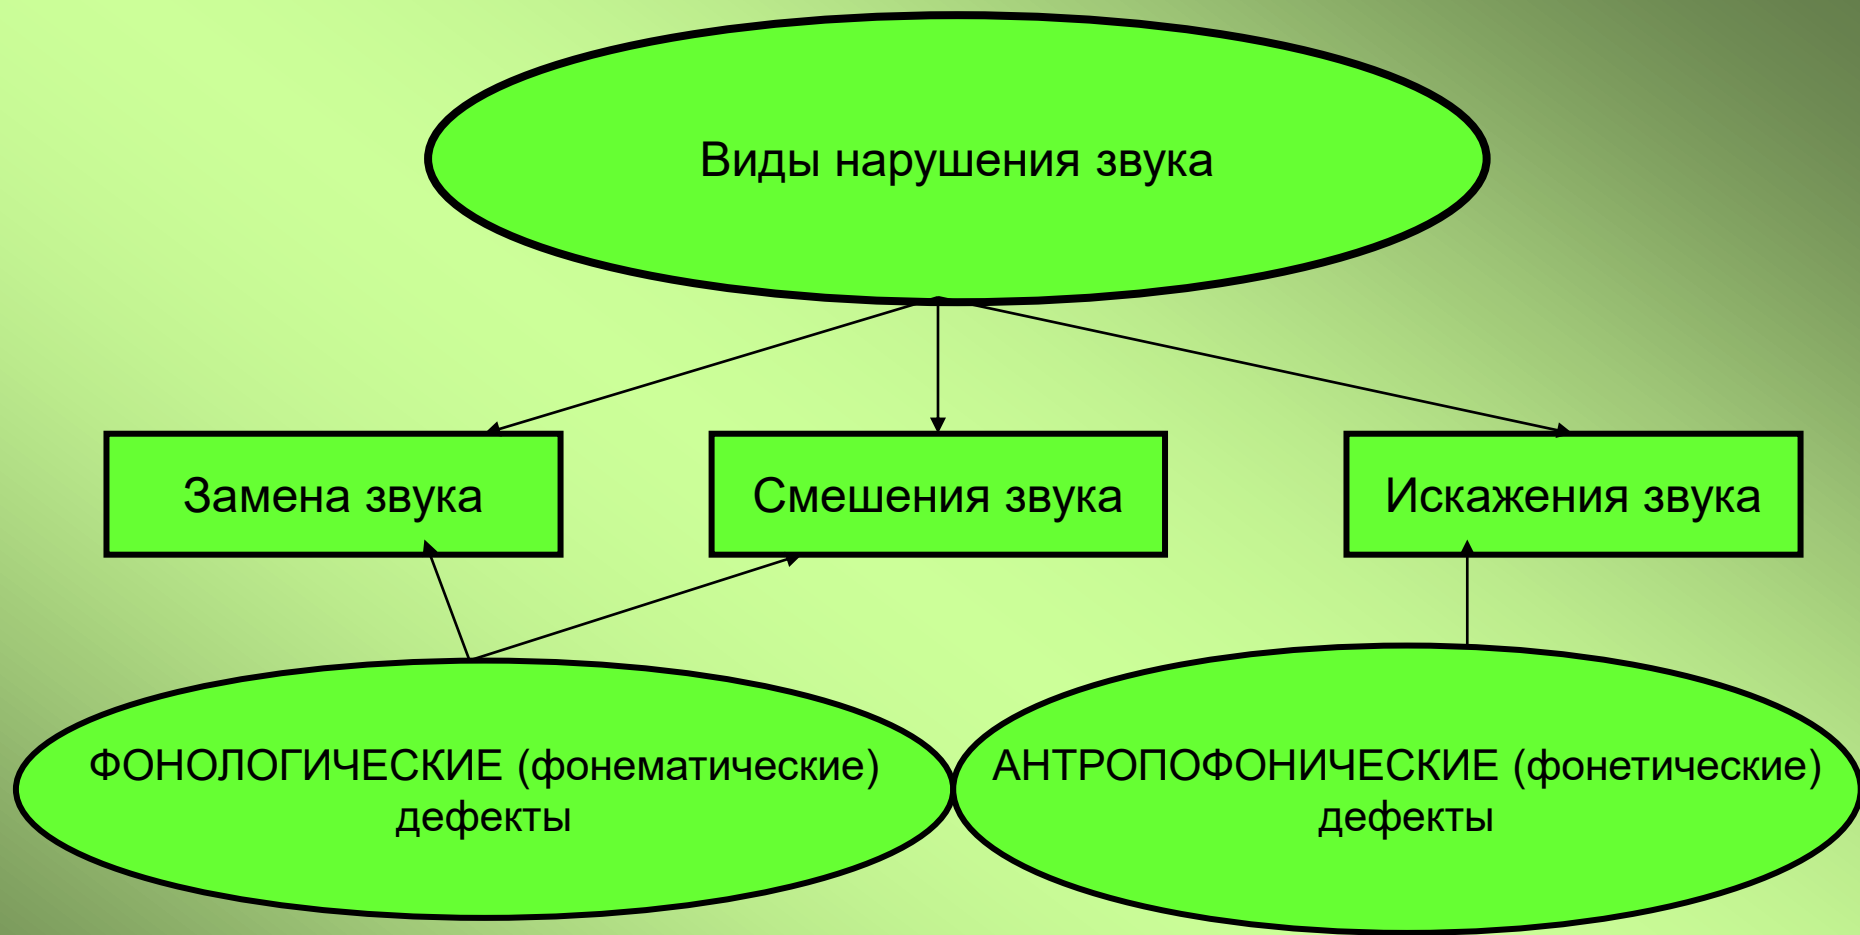 Виды нарушения звука
Замена звука
Смешения звука
Искажения звука
ФОНОЛОГИЧЕСКИЕ (фонематические)
дефекты
АНТРОПОФОНИЧЕСКИЕ (фонетические)
дефекты